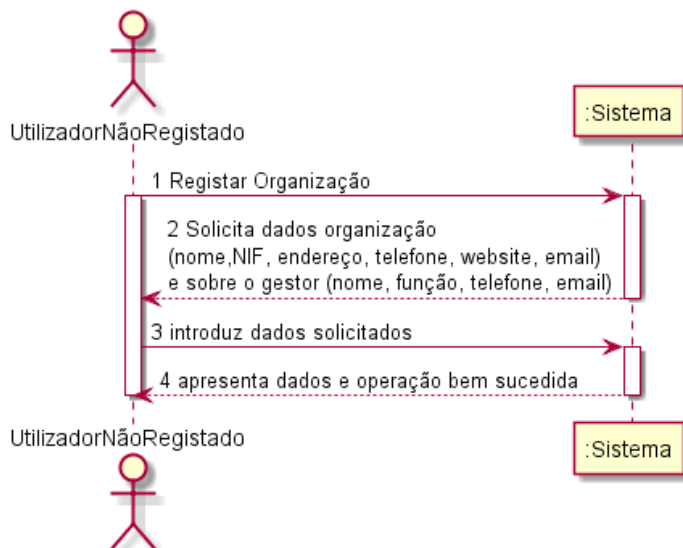 UtilizadorNãoRegistado
:Sistema
1 Registar Organização
2 Solicita dados organização
(nome,NIF, endereço, telefone, website, email)
e sobre o gestor (nome, função, telefone, email)
3 introduz dados solicitados
4 apresenta dados e operação bem sucedida
UtilizadorNãoRegistado
:Sistema